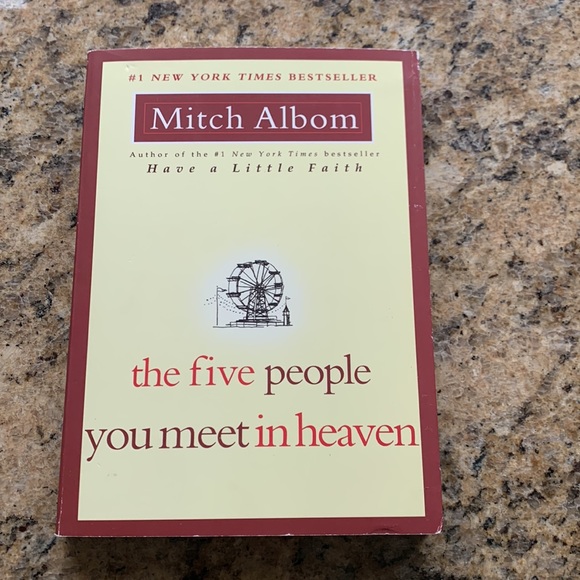 #1 NEW YORK TIMES BESTSELLER
Mitch Albom
Author of the #1 New York Times bestseller
Have a Little Faith
the five people
you meet in heaven